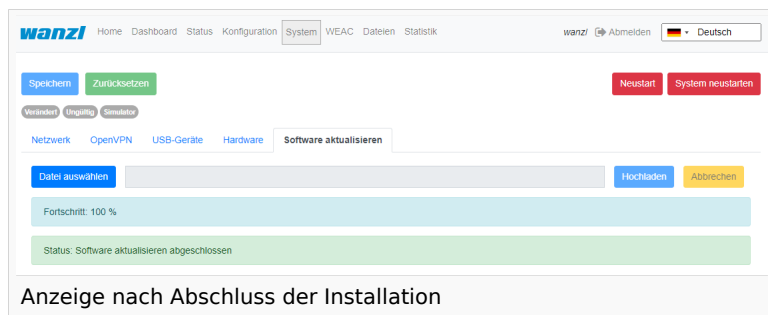 wanzl Home Dashboard Status Konfiguration System WEAC Dateien Statistik wanzl Abmelden Deutsch
Speichern Zurücksetzen Neustart System neustarten
Verändert Ungültig Simulator
Netzwerk OpenVPN USB-Geräte Hardware Software aktualisieren
Datei auswählen Hochladen Abbrechen
Fortschritt: 100 %
Status: Software aktualisieren abgeschlossen
Anzeige nach Abschluss der Installation